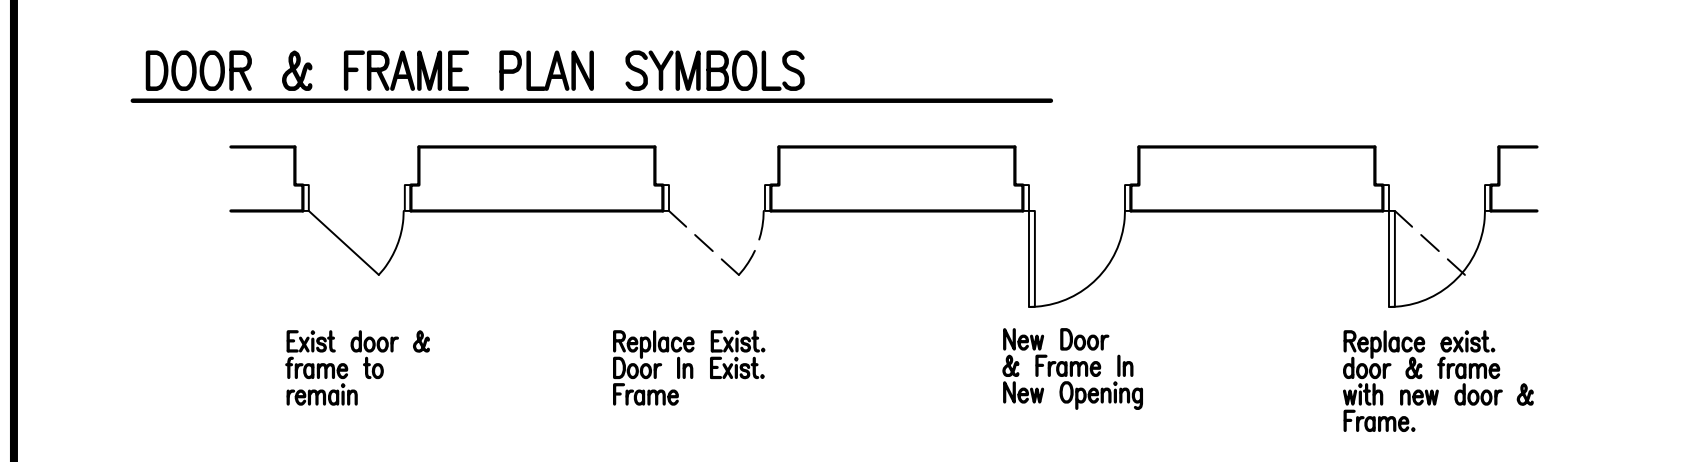 DOOR & FRAME PLAN SYMBOLS
Exist door &
frame to
remain
Replace Exist.
Door In Exist.
Frame
New Door
& Frame In
New Opening
Replace exist.
door & frame
with new door &
Frame.